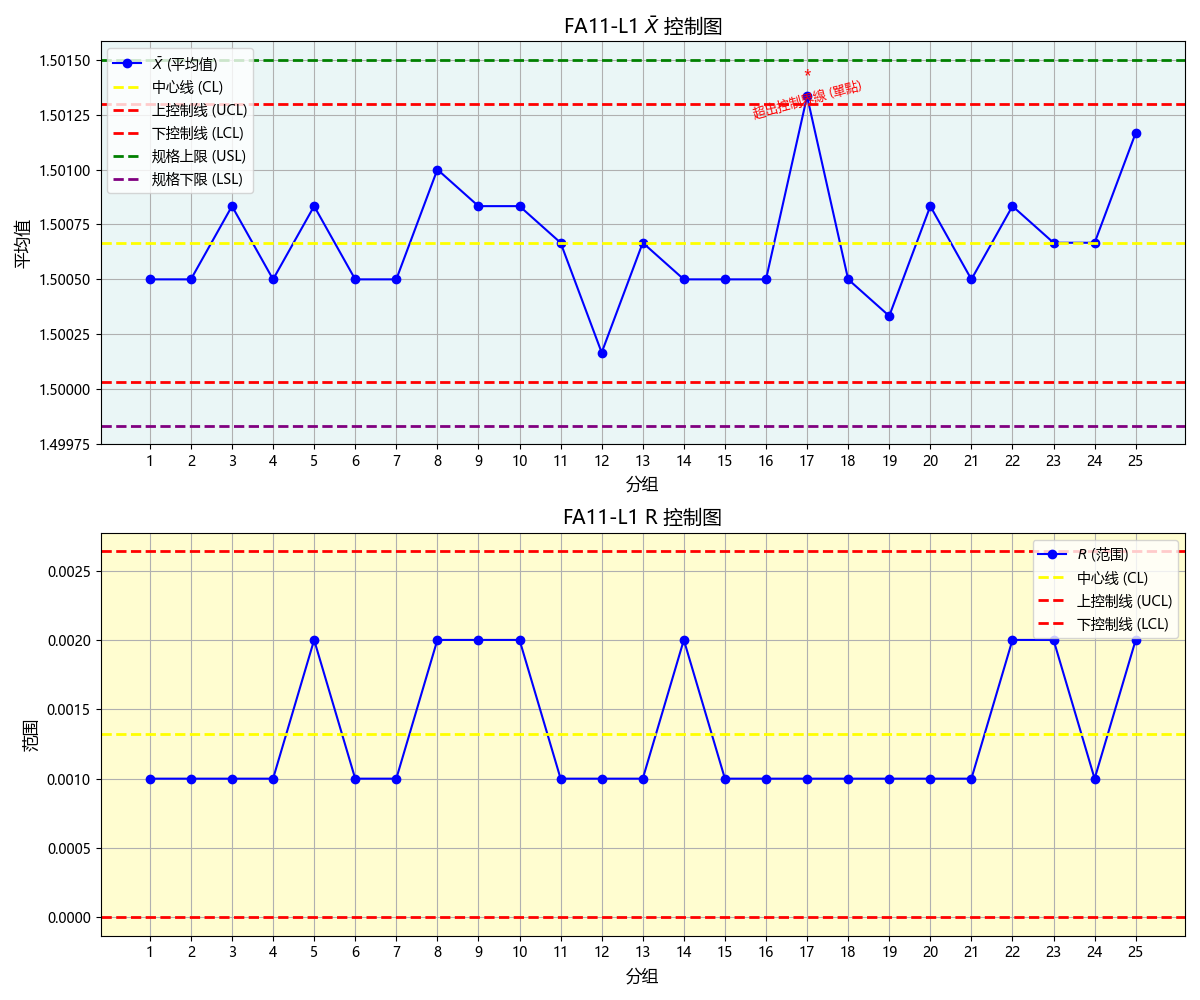 FA11-L1 X̄ 控制图
平均值
1.50150
1.50125
1.50100
1.50075
1.50050
1.50025
1.50000
1.49975
X̄ (平均值)
中心线 (CL)
上控制线 (UCL)
下控制线 (LCL)
规格上限 (USL)
规格下限 (LSL)
*
超出控制界線 (單點)
1 2 3 4 5 6 7 8 9 10 11 12 13 14 15 16 17 18 19 20 21 22 23 24 25
分组
FA11-L1 R 控制图
范围
0.0025
0.0020
0.0015
0.0010
0.0005
0.0000
R (范围)
中心线 (CL)
上控制线 (UCL)
下控制线 (LCL)
1 2 3 4 5 6 7 8 9 10 11 12 13 14 15 16 17 18 19 20 21 22 23 24 25
分组